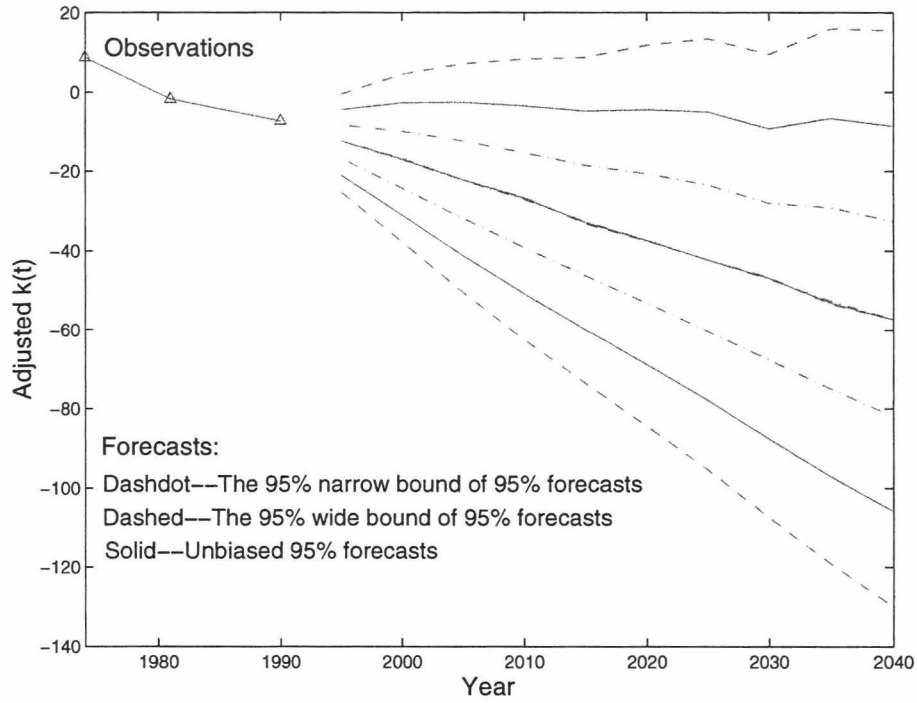 20
0
−20
−40
−60
−80
−100
−120
−140
Adjusted k(t)
Observations
Forecasts:
Dashdot−−The 95% narrow bound of 95% forecasts
Dashed−−The 95% wide bound of 95% forecasts
Solid−−Unbiased 95% forecasts
1980 1990 2000 2010 2020 2030 2040
Year